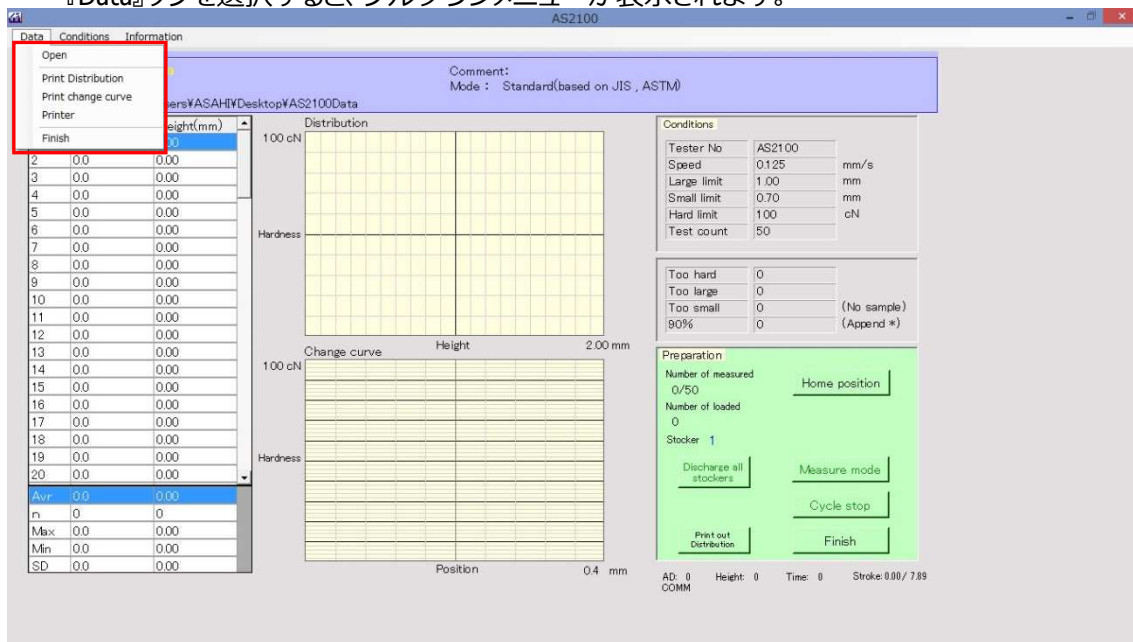 『Data』タブを選択すると、プルダウンメニューが表示されます。
AS2100
Data Conditions Information
Open
Print Distribution
Print change curve
Printer
Finish
Comment:
Mode : Standard(based on JIS , ASTM)
sers¥ASAHI¥Desktop¥AS2100Data
eight(mm)
00
2 0.0 0.00
3 0.0 0.00
4 0.0 0.00
5 0.0 0.00
6 0.0 0.00
7 0.0 0.00
8 0.0 0.00
9 0.0 0.00
10 0.0 0.00
11 0.0 0.00
12 0.0 0.00
13 0.0 0.00
14 0.0 0.00
15 0.0 0.00
16 0.0 0.00
17 0.0 0.00
18 0.0 0.00
19 0.0 0.00
20 0.0 0.00
Avr 0.0 0.00
n 0 0
Max 0.0 0.00
Min 0.0 0.00
SD 0.0 0.00
Distribution
100 cN
Hardness
Height 2.00 mm
Change curve
100 cN
Hardness
Position 0.4 mm
Conditions
Tester No AS2100
Speed 0.125 mm/s
Large limit 1.00 mm
Small limit 0.70 mm
Hard limit 100 cN
Test count 50
Too hard 0
Too large 0
Too small 0 (No sample)
90% 0 (Append *)
Preparation
Number of measured
0/50
Home position
Number of loaded
0
Stocker 1
Discharge all
stockers
Measure mode
Cycle stop
Print out
Distribution
Finish
AD: 0 Height: 0 Time: 0 Stroke: 0.00/ 7.89
COMM